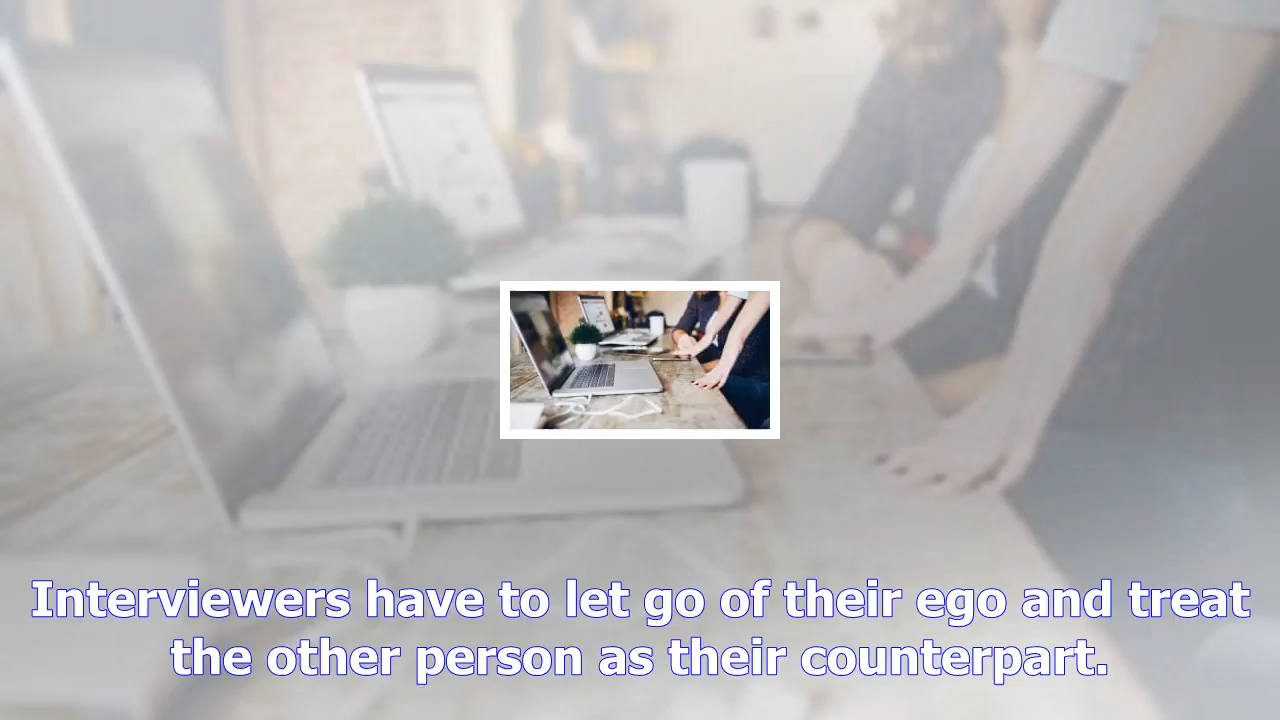 Interviewers have to let go of their ego and treat
the other person as their counterpart.